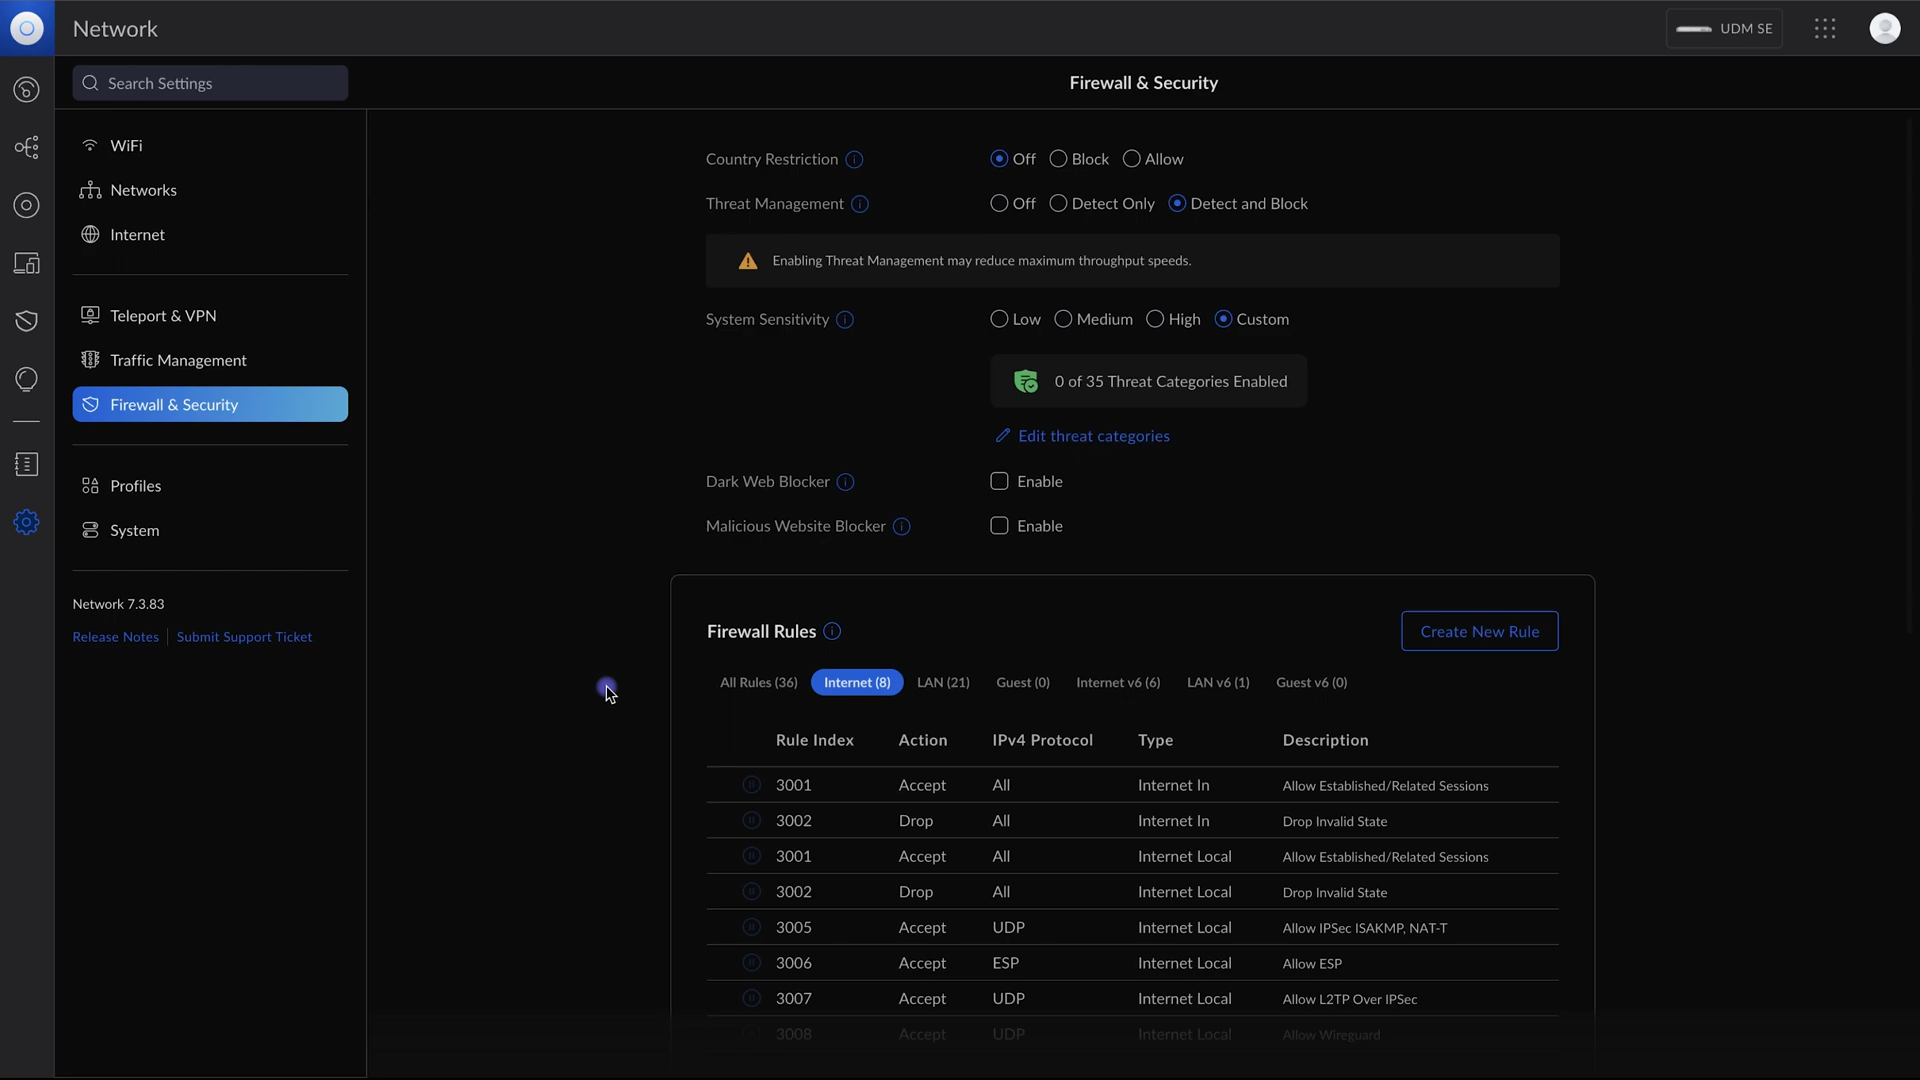 Network
UDM SE
Search Settings
Firewall & Security
WiFi
Networks
Internet
Teleport & VPN
Traffic Management
Firewall & Security
Profiles
System
Network 7.3.83
Release Notes
Submit Support Ticket
Country Restriction Off Block Allow
Threat Management Off Detect Only Detect and Block
Enabling Threat Management may reduce maximum throughput speeds.
System Sensitivity Low Medium High Custom
0 of 35 Threat Categories Enabled
Edit threat categories
Dark Web Blocker Enable
Malicious Website Blocker Enable
Firewall Rules Create New Rule
All Rules (36) Internet (8) LAN (21) Guest (0) Internet v6 (6) LAN v6 (1) Guest v6 (0)
Rule Index Action IPv4 Protocol Type Description
3001 Accept All Internet In Allow Established/Related Sessions
3002 Drop All Internet In Drop Invalid State
3001 Accept All Internet Local Allow Established/Related Sessions
3002 Drop All Internet Local Drop Invalid State
3005 Accept UDP Internet Local Allow IPSec ISAKMP, NAT-T
3006 Accept ESP Internet Local Allow ESP
3007 Accept UDP Internet Local Allow L2TP Over IPSec
3008 Accept UDP Internet Local Allow Wireguard